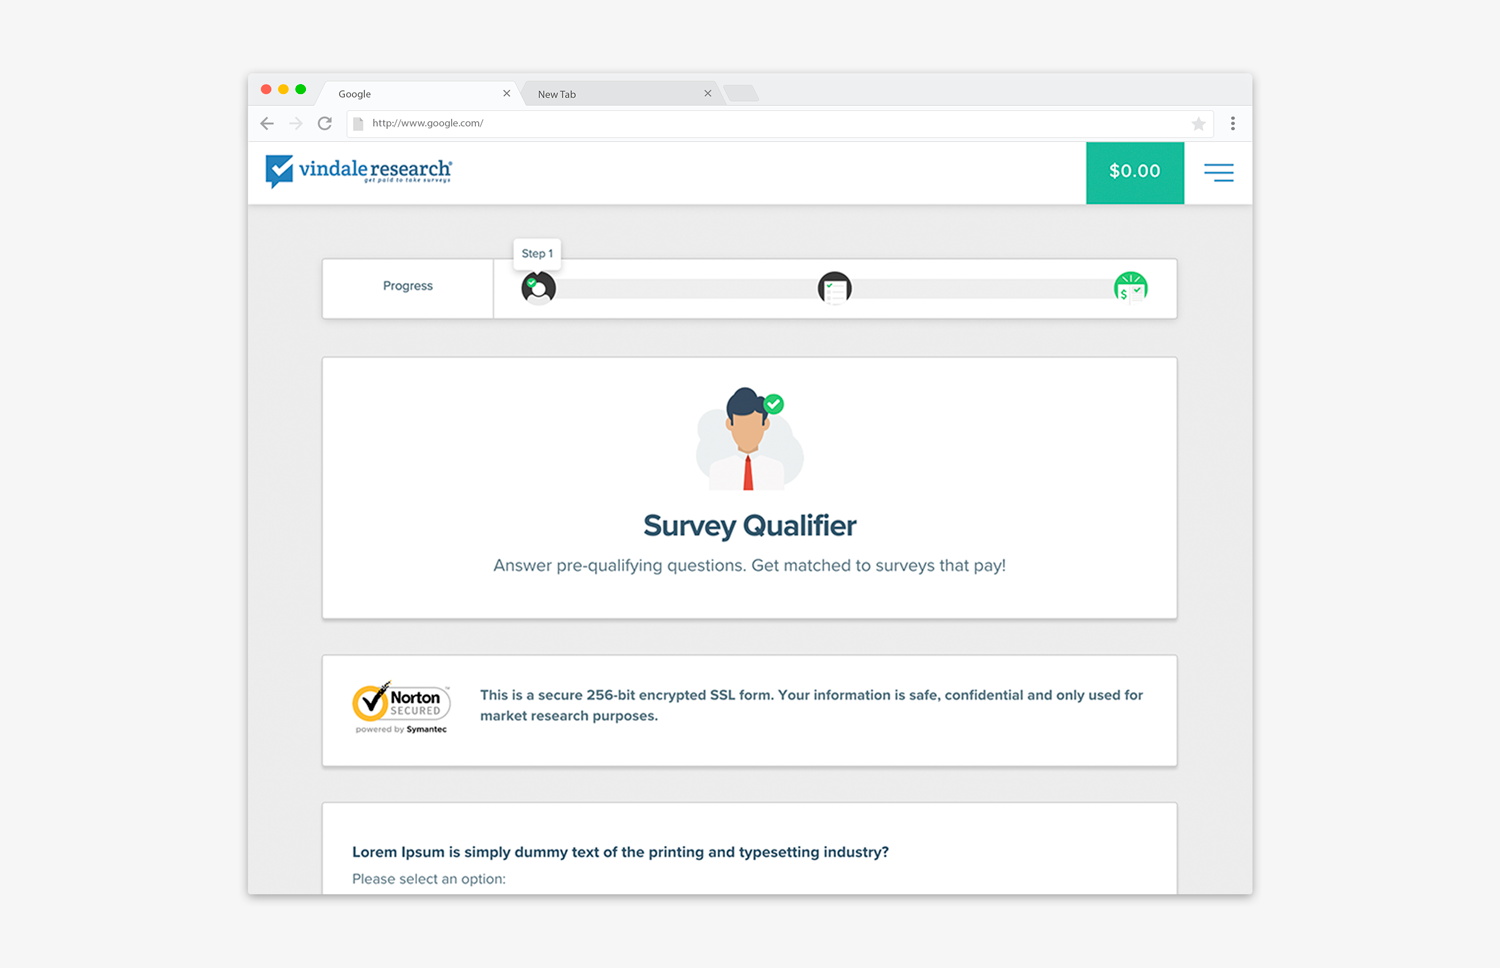 Google
New Tab
http://www.google.com/
vindale research®
get paid to take surveys
$0.00
Step 1
Progress
$
Survey Qualifier
Answer pre-qualifying questions. Get matched to surveys that pay!
Norton™
SECURED
powered by Symantec
This is a secure 256-bit encrypted SSL form. Your information is safe, confidential and only used for
market research purposes.
Lorem Ipsum is simply dummy text of the printing and typesetting industry?
Please select an option: